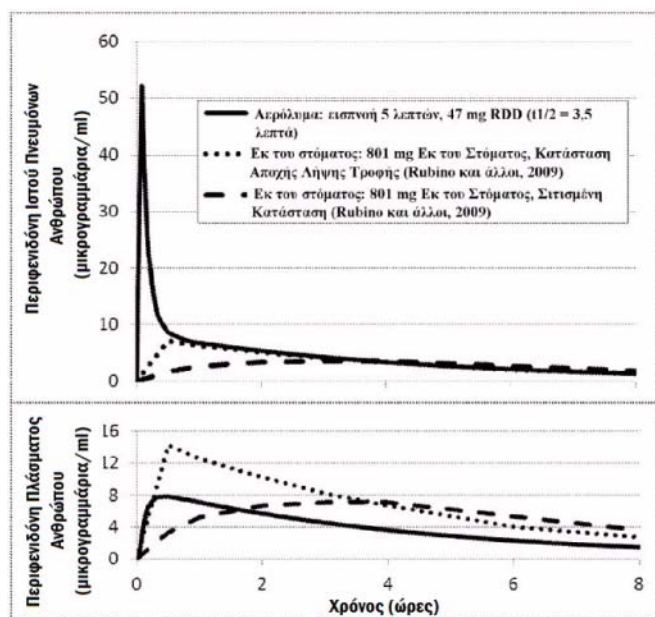 60
50
40
30
20
10
0
Περιφενιδόνη Ιστού Πνευμόνων
Ανθρώπου
(μικρογραμμάρια/ ml)
Αερόλυμα: εισπνοή 5 λεπτών, 47 mg RDD (t1/2 = 3,5
λεπτά)
Εκ του στόματος: 801 mg Εκ του Στόματος, Κατάσταση
Αποχής Λήψης Τροφής (Rubino και άλλοι, 2009)
Εκ του στόματος: 801 mg Εκ του Στόματος, Σιτισμένη
Κατάσταση (Rubino και άλλοι, 2009)
16
12
8
4
0
Περιφενιδόνη Πλάσματος
Ανθρώπου
(μικρογραμμάρια/ ml)
0 2 4 6 8
Χρόνος (ώρες)